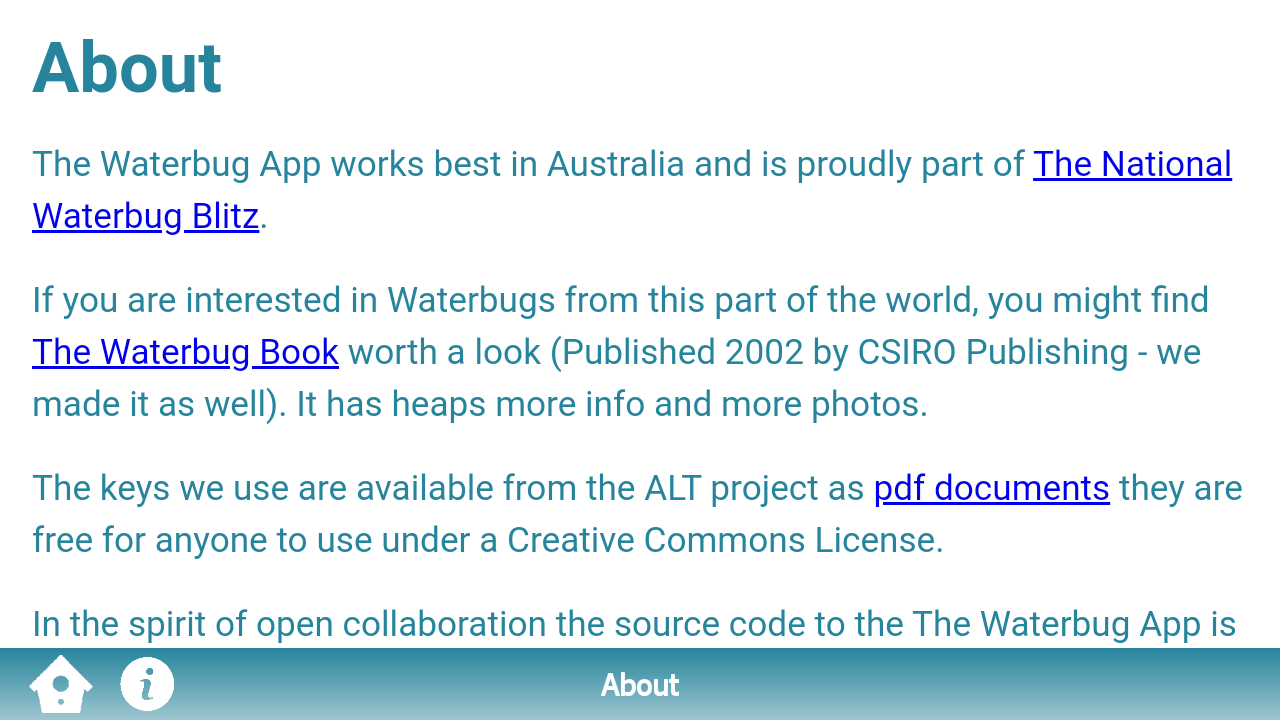 About
The Waterbug App works best in Australia and is proudly part of The National
Waterbug Blitz.
If you are interested in Waterbugs from this part of the world, you might find
The Waterbug Book worth a look (Published 2002 by CSIRO Publishing - we
made it as well). It has heaps more info and more photos.
The keys we use are available from the ALT project as pdf documents they are
free for anyone to use under a Creative Commons License.
In the spirit of open collaboration the source code to the The Waterbug App is
About